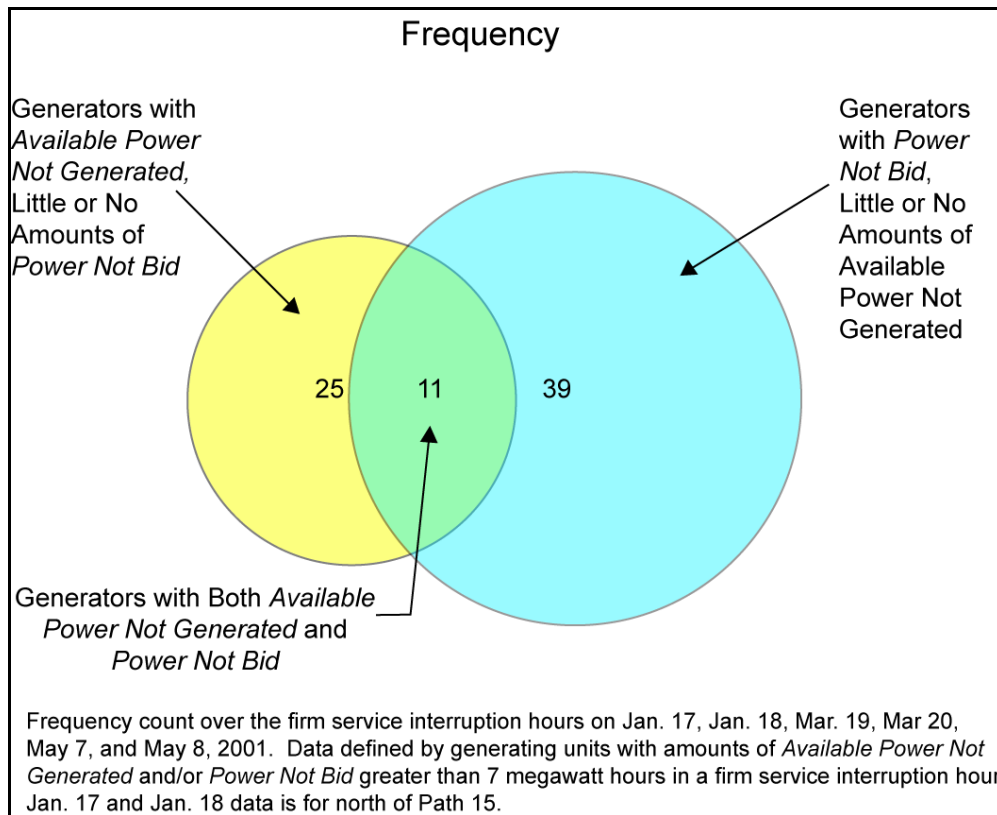 Frequency
Generators with
Available Power
Not Generated,
Little or No
Amounts of
Power Not Bid
Generators
with Power
Not Bid,
Little or No
Amounts of
Available
Power Not
Generated
25
11
39
Generators with Both Available
Power Not Generated and
Power Not Bid
Frequency count over the firm service interruption hours on Jan. 17, Jan. 18, Mar. 19, Mar 20,
May 7, and May 8, 2001. Data defined by generating units with amounts of Available Power Not
Generated and/or Power Not Bid greater than 7 megawatt hours in a firm service interruption hour
Jan. 17 and Jan. 18 data is for north of Path 15.